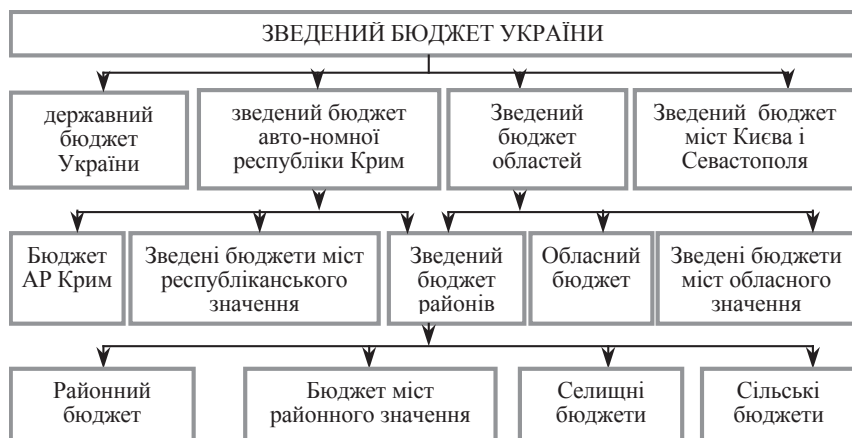 ЗВЕДЕНИЙ БЮДЖЕТ УКРАЇНИ
державний
бюджет
України
зведений бюджет
авто-номної
республіки Крим
Зведений
бюджет
областей
Зведений бюджет
міст Києва і
Севастополя
Бюджет
АР Крим
Зведені бюджети міст
республіканського
значення
Зведений
бюджет
районів
Обласний
бюджет
Зведені бюджети
міст обласного
значення
Районний
бюджет
Бюджет міст
районного значення
Селищні
бюджети
Сільські
бюджети